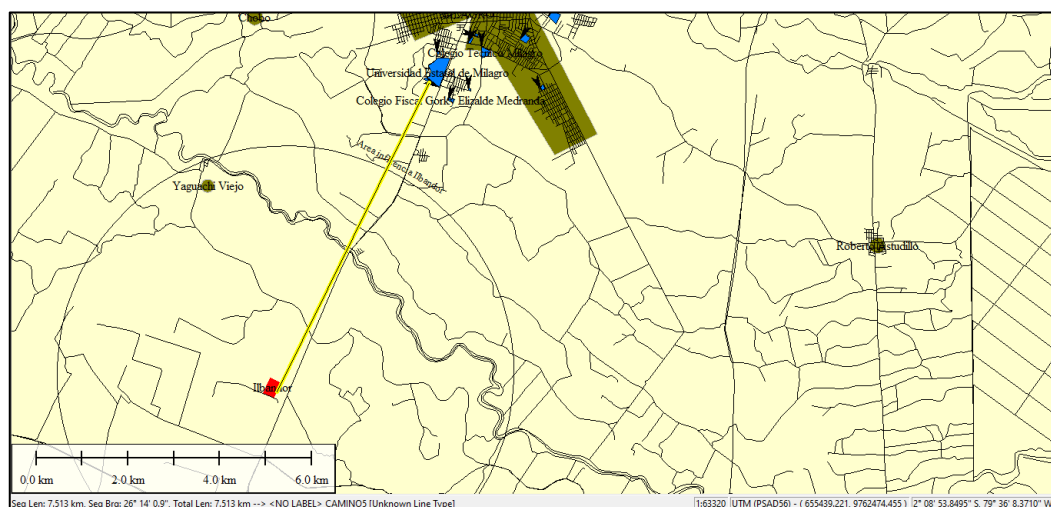 Chobo
Colegio Tecnico Milagro
Universidad Estatal de Milagro
Colegio Fiscal Gorky Elizalde Medranda
Area influencia Ilbandor
Yaguachi Viejo
Roberto Astudillo
Ilbandor
0.0 km 2.0 km 4.0 km 6.0 km
Seg Len: 7.513 km, Seg Brg: 26° 14' 0.9", Total Len: 7.513 km --> <NO LABEL> CAMINO5 [Unknown Line Type]
1:63320 UTM (PSAD56) - ( 655439.221, 9762474.455 ) 2° 08' 53.8495" S, 79° 36' 8.3710" W